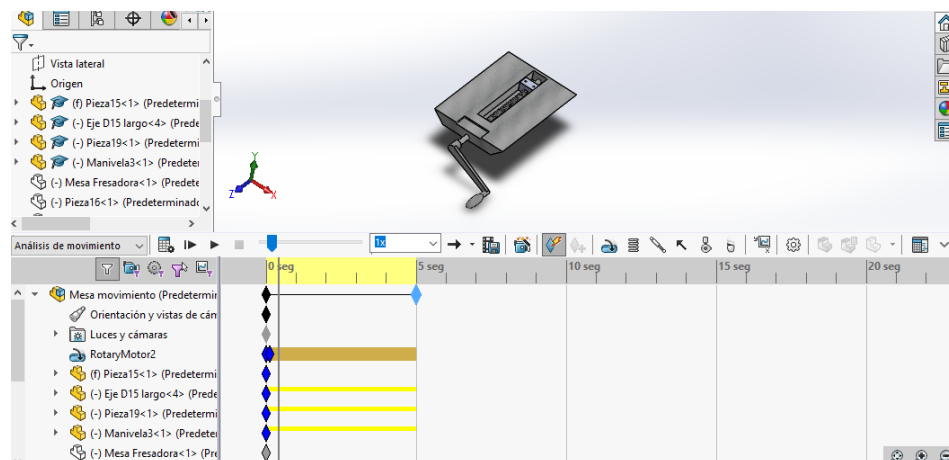 Vista lateral
Origen
(f) Pieza15<1> (Predetermi
(-) Eje D15 largo<4> (Prede
(-) Pieza19<1> (Predetermi
(-) Manivela3<1> (Predeter
(-) Mesa Fresadora<1> (Predete
(-) Pieza16<1> (Predeterminado
Y
Z
X
Análisis de movimiento
1x
0 seg
5 seg
10 seg
15 seg
20 seg
Mesa movimiento (Predetermin
Orientación y vistas de cám
Luces y cámaras
RotaryMotor2
(f) Pieza15<1> (Predetermi
(-) Eje D15 largo<4> (Prede
(-) Pieza19<1> (Predetermi
(-) Manivela3<1> (Predeter
(-) Mesa Fresadora<1> (Pre